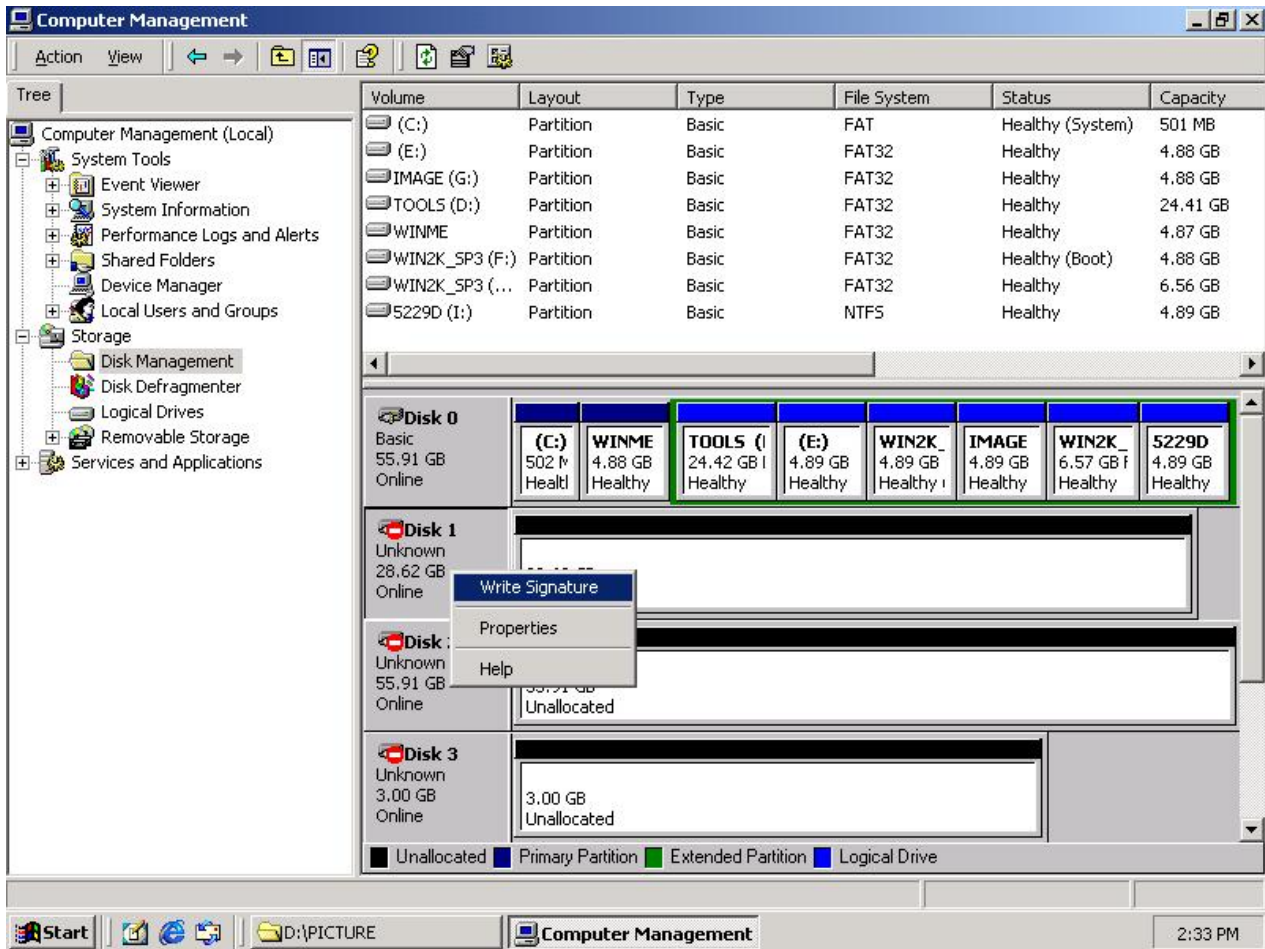 Computer Management
Action View
Tree
Computer Management (Local)
System Tools
Event Viewer
System Information
Performance Logs and Alerts
Shared Folders
Device Manager
Local Users and Groups
Storage
Disk Management
Disk Defragmenter
Logical Drives
Removable Storage
Services and Applications
Volume Layout Type File System Status Capacity
(C:) Partition Basic FAT Healthy (System) 501 MB
(E:) Partition Basic FAT32 Healthy 4.88 GB
IMAGE (G:) Partition Basic FAT32 Healthy 4.88 GB
TOOLS (D:) Partition Basic FAT32 Healthy 24.41 GB
WINME Partition Basic FAT32 Healthy 4.87 GB
WIN2K_SP3 (F:) Partition Basic FAT32 Healthy (Boot) 4.88 GB
WIN2K_SP3 (... Partition Basic FAT32 Healthy 6.56 GB
5229D (I:) Partition Basic NTFS Healthy 4.89 GB
Disk 0
Basic
55.91 GB
Online
(C:) WINME TOOLS ( (E:) WIN2K_ IMAGE WIN2K_ 5229D
502 4.88 GB 24.42 GB 4.89 GB 4.89 GB 4.89 GB 6.57 GB 4.89 GB
Healt Healthy Healthy Healthy Healthy Healthy Healthy Healthy
Disk 1
Unknown
28.62 GB
Online
Write Signature
Properties
Help
Disk
Unknown
55.91 GB
Online
55.91 GB
Unallocated
Disk 3
Unknown
3.00 GB
Online
3.00 GB
Unallocated
Unallocated Primary Partition Extended Partition Logical Drive
Start D:\PICTURE Computer Management 2:33 PM